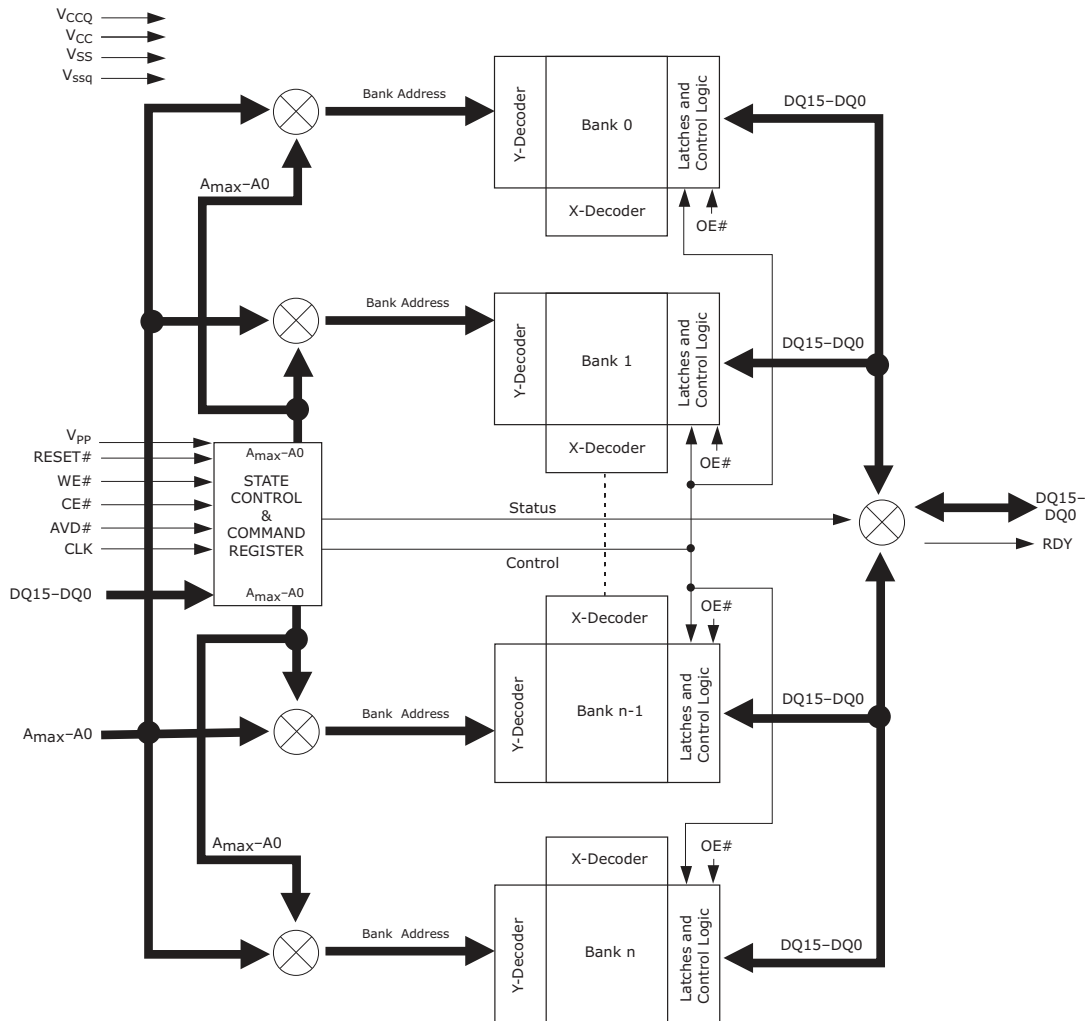 VCCQ
VCC
VSS
Vssq
Bank Address
Y-Decoder
Bank 0
Latches and
Control Logic
DQ15–DQ0
X-Decoder
OE#
Amax–A0
Bank Address
Y-Decoder
Bank 1
Latches and
Control Logic
DQ15–DQ0
X-Decoder
OE#
VPP
RESET#
WE#
CE#
AVD#
CLK
DQ15–DQ0
Amax–A0
STATE
CONTROL
&
COMMAND
REGISTER
Amax–A0
Status
Control
DQ15–
DQ0
RDY
X-Decoder
OE#
Amax–A0
Bank Address
Y-Decoder
Bank n-1
Latches and
Control Logic
DQ15–DQ0
Amax–A0
X-Decoder
OE#
Bank Address
Y-Decoder
Bank n
Latches and
Control Logic
DQ15–DQ0